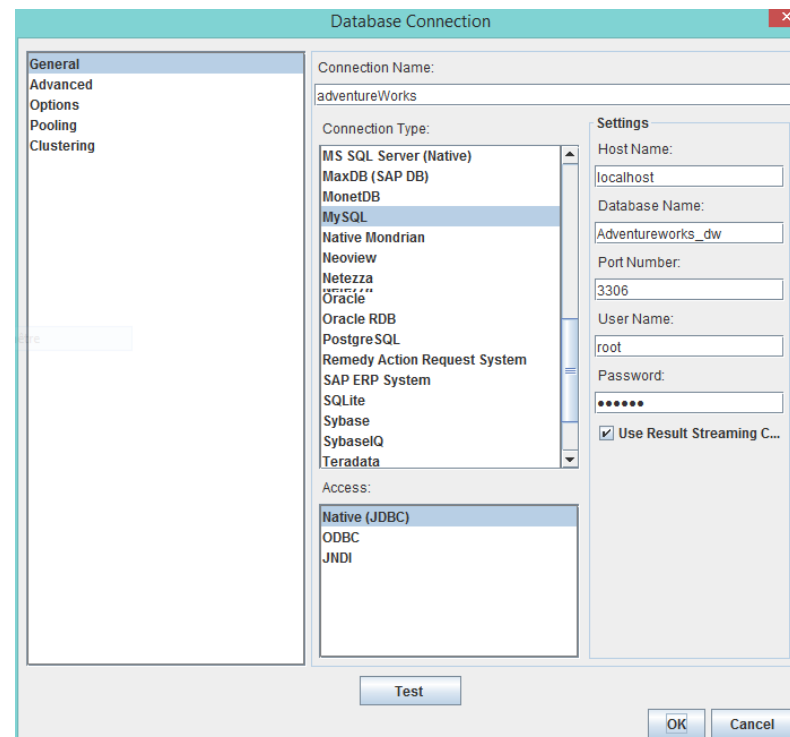 Database Connection
General
Advanced
Options
Pooling
Clustering
Connection Name:
adventureWorks
Connection Type:
MS SQL Server (Native)
MaxDB (SAP DB)
MonetDB
MySQL
Native Mondrian
Neoview
Netezza
Oracle
Oracle RDB
PostgreSQL
Remedy Action Request System
SAP ERP System
SQLite
Sybase
SybaseIQ
Teradata
Access:
Native (JDBC)
ODBC
JNDI
Settings
Host Name:
localhost
Database Name:
Adventureworks_dw
Port Number:
3306
User Name:
root
Password:
●●●●●●
Use Result Streaming C...
Test
OK
Cancel